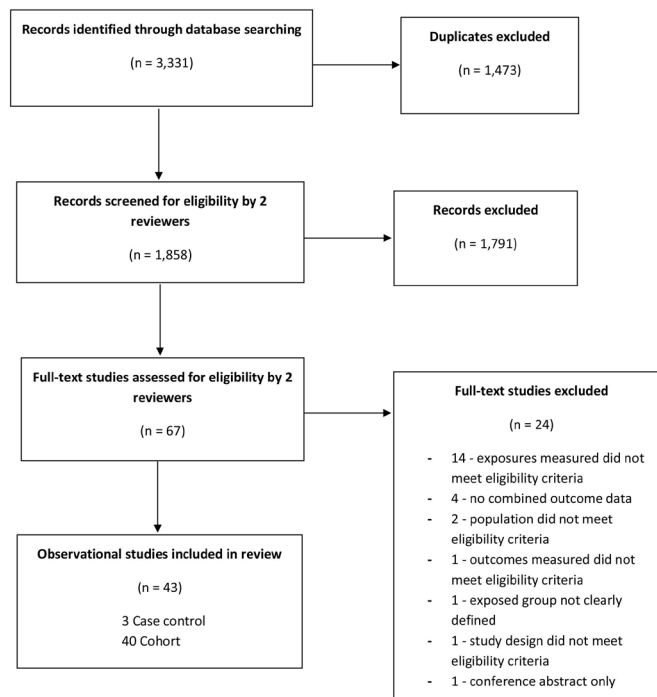 Records identified through database searching
(n = 3,331)
Duplicates excluded
(n = 1,473)
Records screened for eligibility by 2
reviewers
(n = 1,858)
Records excluded
(n = 1,791)
Full-text studies assessed for eligibility by 2
reviewers
(n = 67)
Full-text studies excluded
(n = 24)
- 14 - exposures measured did not
meet eligibility criteria
- 4 - no combined outcome data
- 2 - population did not meet
eligibility criteria
- 1 - outcomes measured did not
meet eligibility criteria
- 1 - exposed group not clearly
defined
- 1 - study design did not meet
eligibility criteria
- 1 - conference abstract only
Observational studies included in review
(n = 43)
3 Case control
40 Cohort